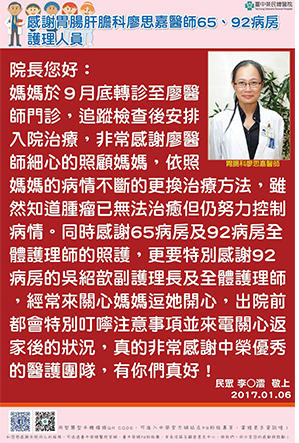 感謝胃腸肝膽科廖思嘉醫師65、92病房
護理人員
臺中榮民總醫院
Taichung Veterans General Hospital
院長您好：
媽媽於９月底轉診至廖醫
師門診，追蹤檢查後安排
入院治療，非常感謝廖醫
師細心的照顧媽媽，依照
胃腸科廖思嘉醫師
媽媽的病情不斷的更換治療方法，雖
然知道腫瘤已無法治癒但仍努力控制
病情。同時感謝65病房及92病房全
體護理師的照護，更要特別感謝92
病房的吳紹歆副護理長及全體護理師
，經常來關心媽媽逗她開心，出院前
都會特別叮嚀注意事項並來電關心返
家後的狀況，真的非常感謝中榮優秀
的醫護團隊，有你們真好！
民眾 李○澐 敬上
2017.01.06